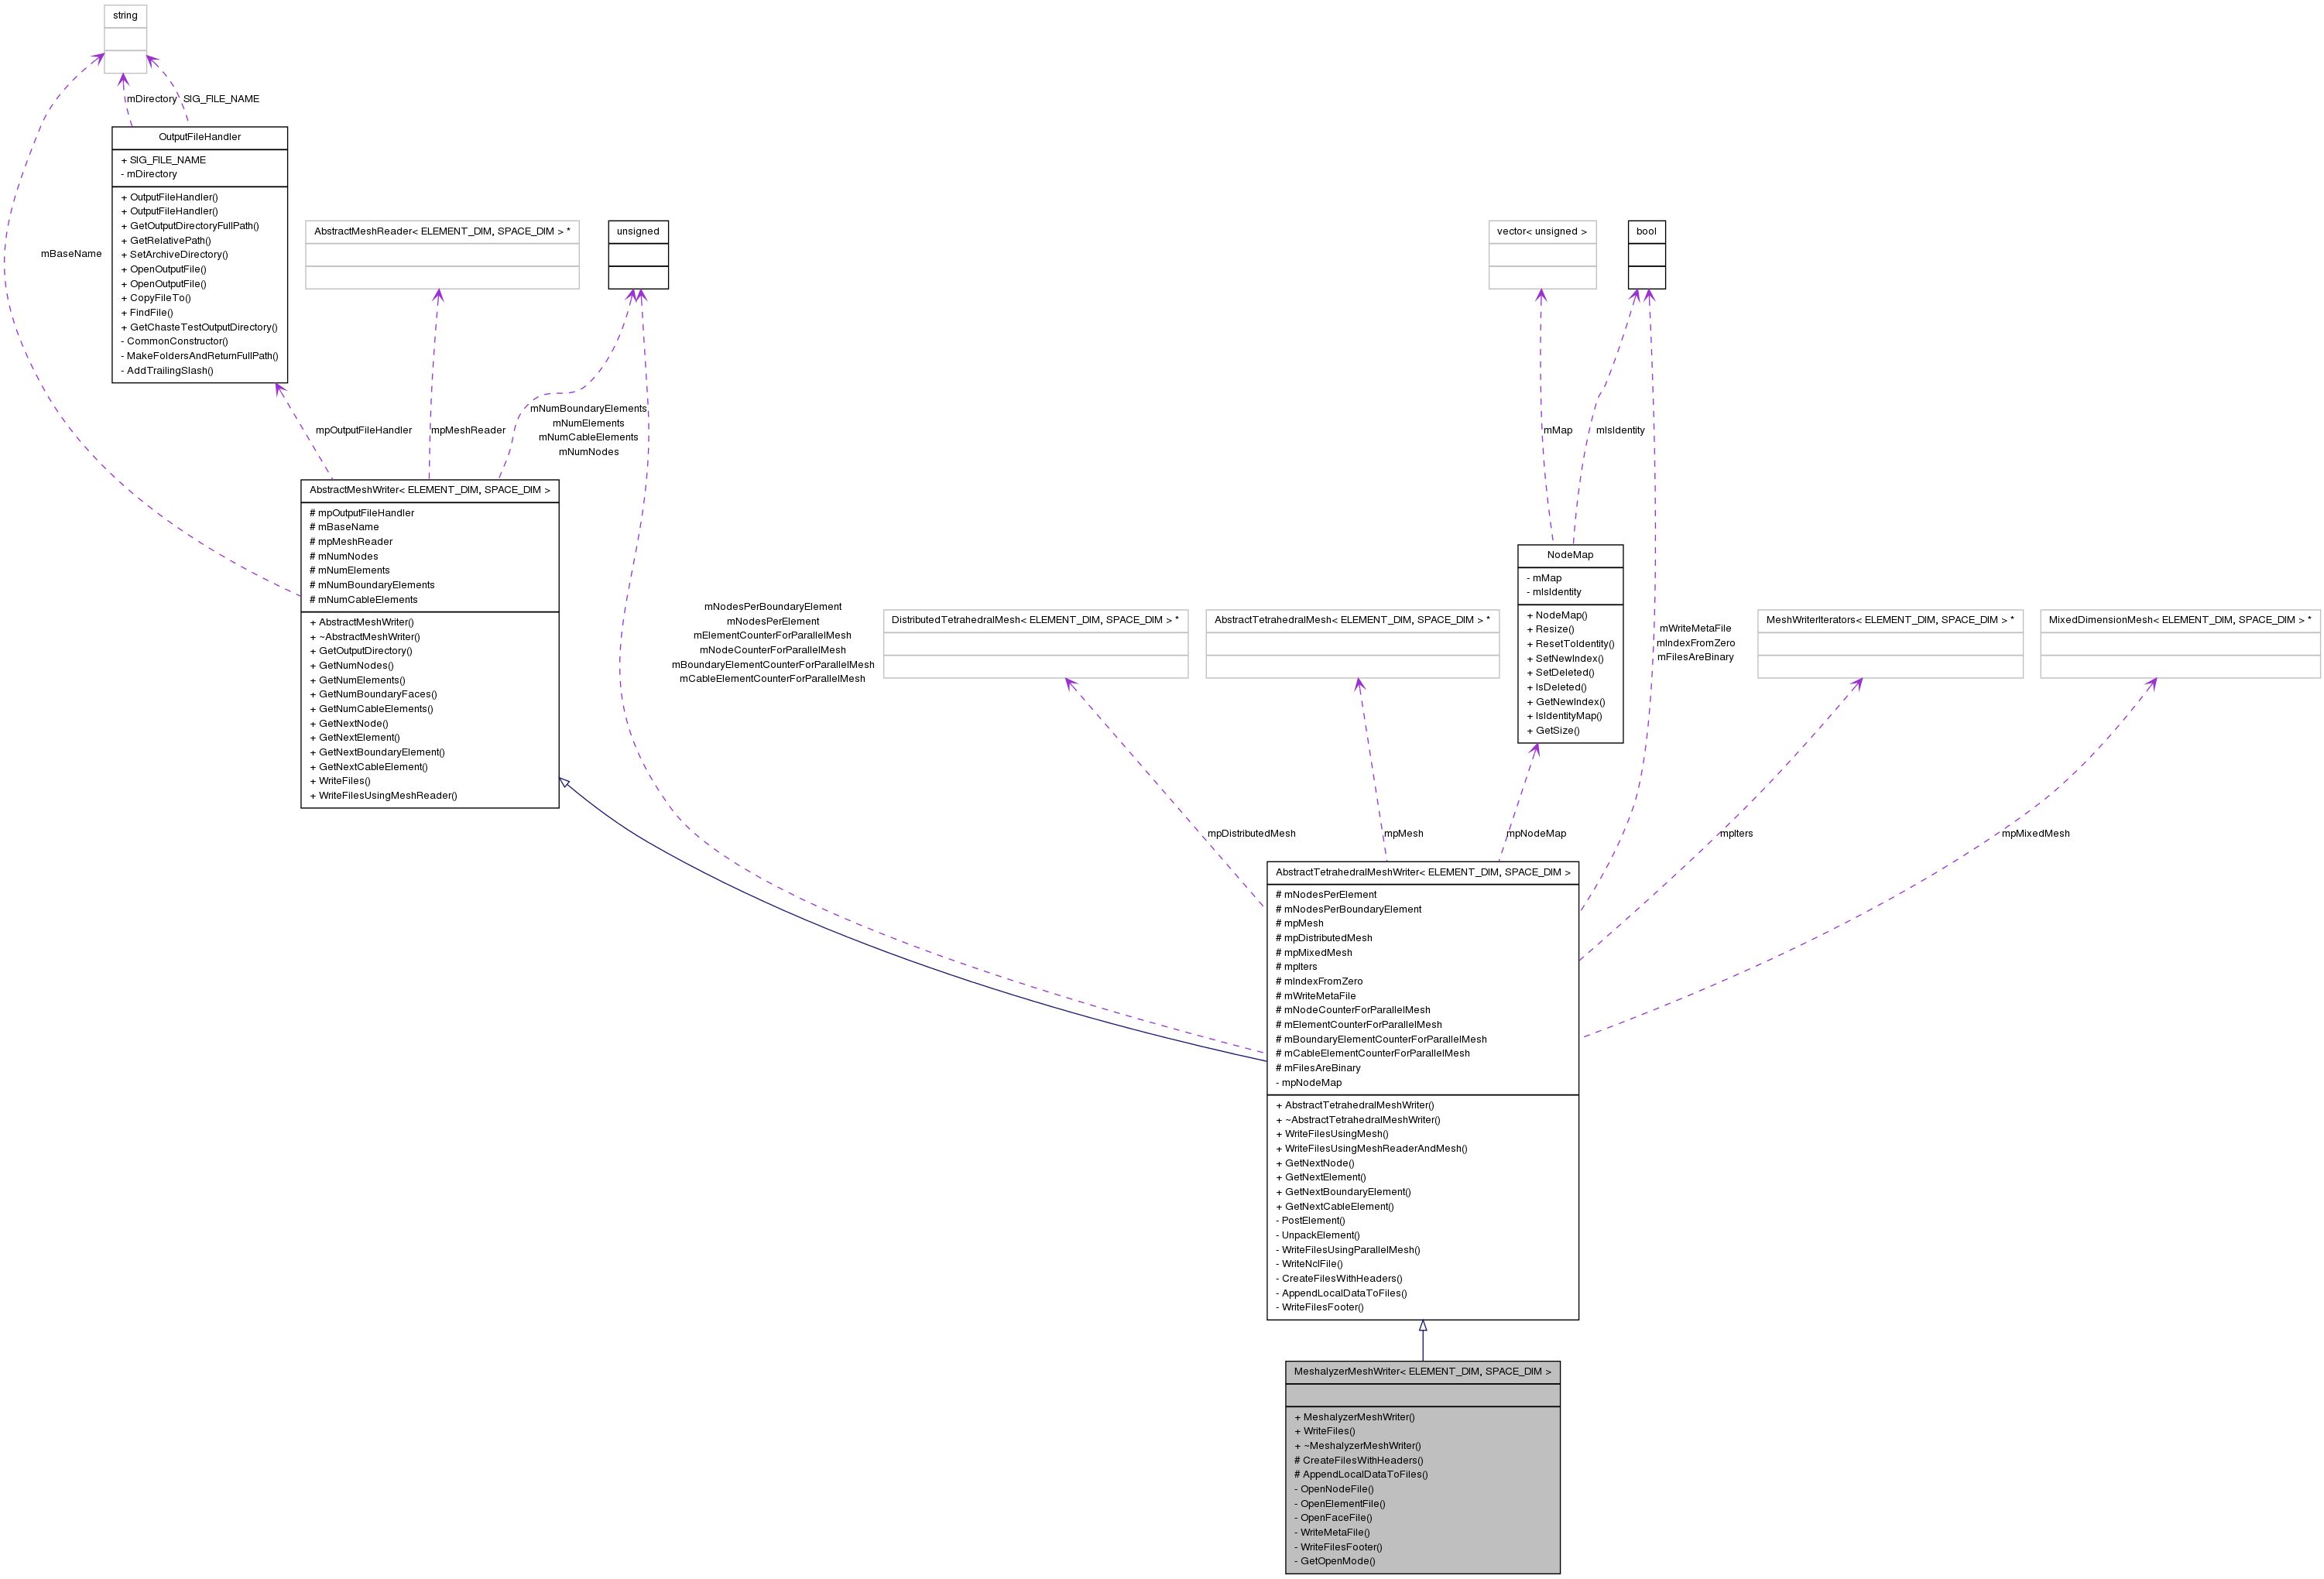 string
mDirectory
SIG_FILE_NAME
OutputFileHandler
+ SIG_FILE_NAME
- mDirectory
+ OutputFileHandler()
+ OutputFileHandler()
+ GetOutputDirectoryFullPath()
+ GetRelativePath()
+ SetArchiveDirectory()
+ OpenOutputFile()
+ OpenOutputFile()
+ CopyFileTo()
+ FindFile()
+ GetChasteTestOutputDirectory()
- CommonConstructor()
- MakeFoldersAndReturnFullPath()
- AddTrailingSlash()
mBaseName
AbstractMeshReader< ELEMENT_DIM, SPACE_DIM > *
unsigned
vector< unsigned >
bool
mpOutputFileHandler
mpMeshReader
mNumBoundaryElements
mNumElements
mNumCableElements
mNumNodes
mMap
mIsIdentity
AbstractMeshWriter< ELEMENT_DIM, SPACE_DIM >
# mpOutputFileHandler
# mBaseName
# mpMeshReader
# mNumNodes
# mNumElements
# mNumBoundaryElements
# mNumCableElements
+ AbstractMeshWriter()
+ ~AbstractMeshWriter()
+ GetOutputDirectory()
+ GetNumNodes()
+ GetNumElements()
+ GetNumBoundaryFaces()
+ GetNumCableElements()
+ GetNextNode()
+ GetNextElement()
+ GetNextBoundaryElement()
+ GetNextCableElement()
+ WriteFiles()
+ WriteFilesUsingMeshReader()
mNodesPerBoundaryElement
mNodesPerElement
mElementCounterForParallelMesh
mNodeCounterForParallelMesh
mBoundaryElementCounterForParallelMesh
mCableElementCounterForParallelMesh
DistributedTetrahedralMesh< ELEMENT_DIM, SPACE_DIM > *
AbstractTetrahedralMesh< ELEMENT_DIM, SPACE_DIM > *
NodeMap
- mMap
- mIsIdentity
+ NodeMap()
+ Resize()
+ ResetToIdentity()
+ SetNewIndex()
+ SetDeleted()
+ IsDeleted()
+ GetNewIndex()
+ IsIdentityMap()
+ GetSize()
mWriteMetaFile
mIndexFromZero
mFilesAreBinary
MeshWriterIterators< ELEMENT_DIM, SPACE_DIM > *
MixedDimensionMesh< ELEMENT_DIM, SPACE_DIM > *
mpDistributedMesh
mpMesh
mpNodeMap
mpIters
mpMixedMesh
AbstractTetrahedralMeshWriter< ELEMENT_DIM, SPACE_DIM >
# mNodesPerElement
# mNodesPerBoundaryElement
# mpMesh
# mpDistributedMesh
# mpMixedMesh
# mpIters
# mIndexFromZero
# mWriteMetaFile
# mNodeCounterForParallelMesh
# mElementCounterForParallelMesh
# mBoundaryElementCounterForParallelMesh
# mCableElementCounterForParallelMesh
# mFilesAreBinary
- mpNodeMap
+ AbstractTetrahedralMeshWriter()
+ ~AbstractTetrahedralMeshWriter()
+ WriteFilesUsingMesh()
+ WriteFilesUsingMeshReaderAndMesh()
+ GetNextNode()
+ GetNextElement()
+ GetNextBoundaryElement()
+ GetNextCableElement()
- PostElement()
- UnpackElement()
- WriteFilesUsingParallelMesh()
- WriteNclFile()
- CreateFilesWithHeaders()
- AppendLocalDataToFiles()
- WriteFilesFooter()
MeshalyzerMeshWriter< ELEMENT_DIM, SPACE_DIM >
+ MeshalyzerMeshWriter()
+ WriteFiles()
+ ~MeshalyzerMeshWriter()
# CreateFilesWithHeaders()
# AppendLocalDataToFiles()
- OpenNodeFile()
- OpenElementFile()
- OpenFaceFile()
- WriteMetaFile()
- WriteFilesFooter()
- GetOpenMode()